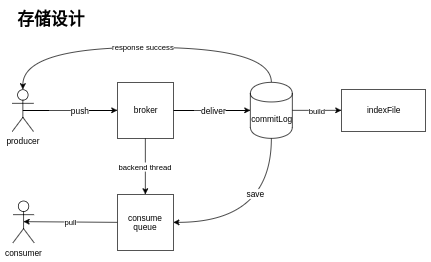 存储设计
response success
push
broker
deliver
commitLog
build
indexFile
producer
backend thread
save
pull
consume
queue
consumer